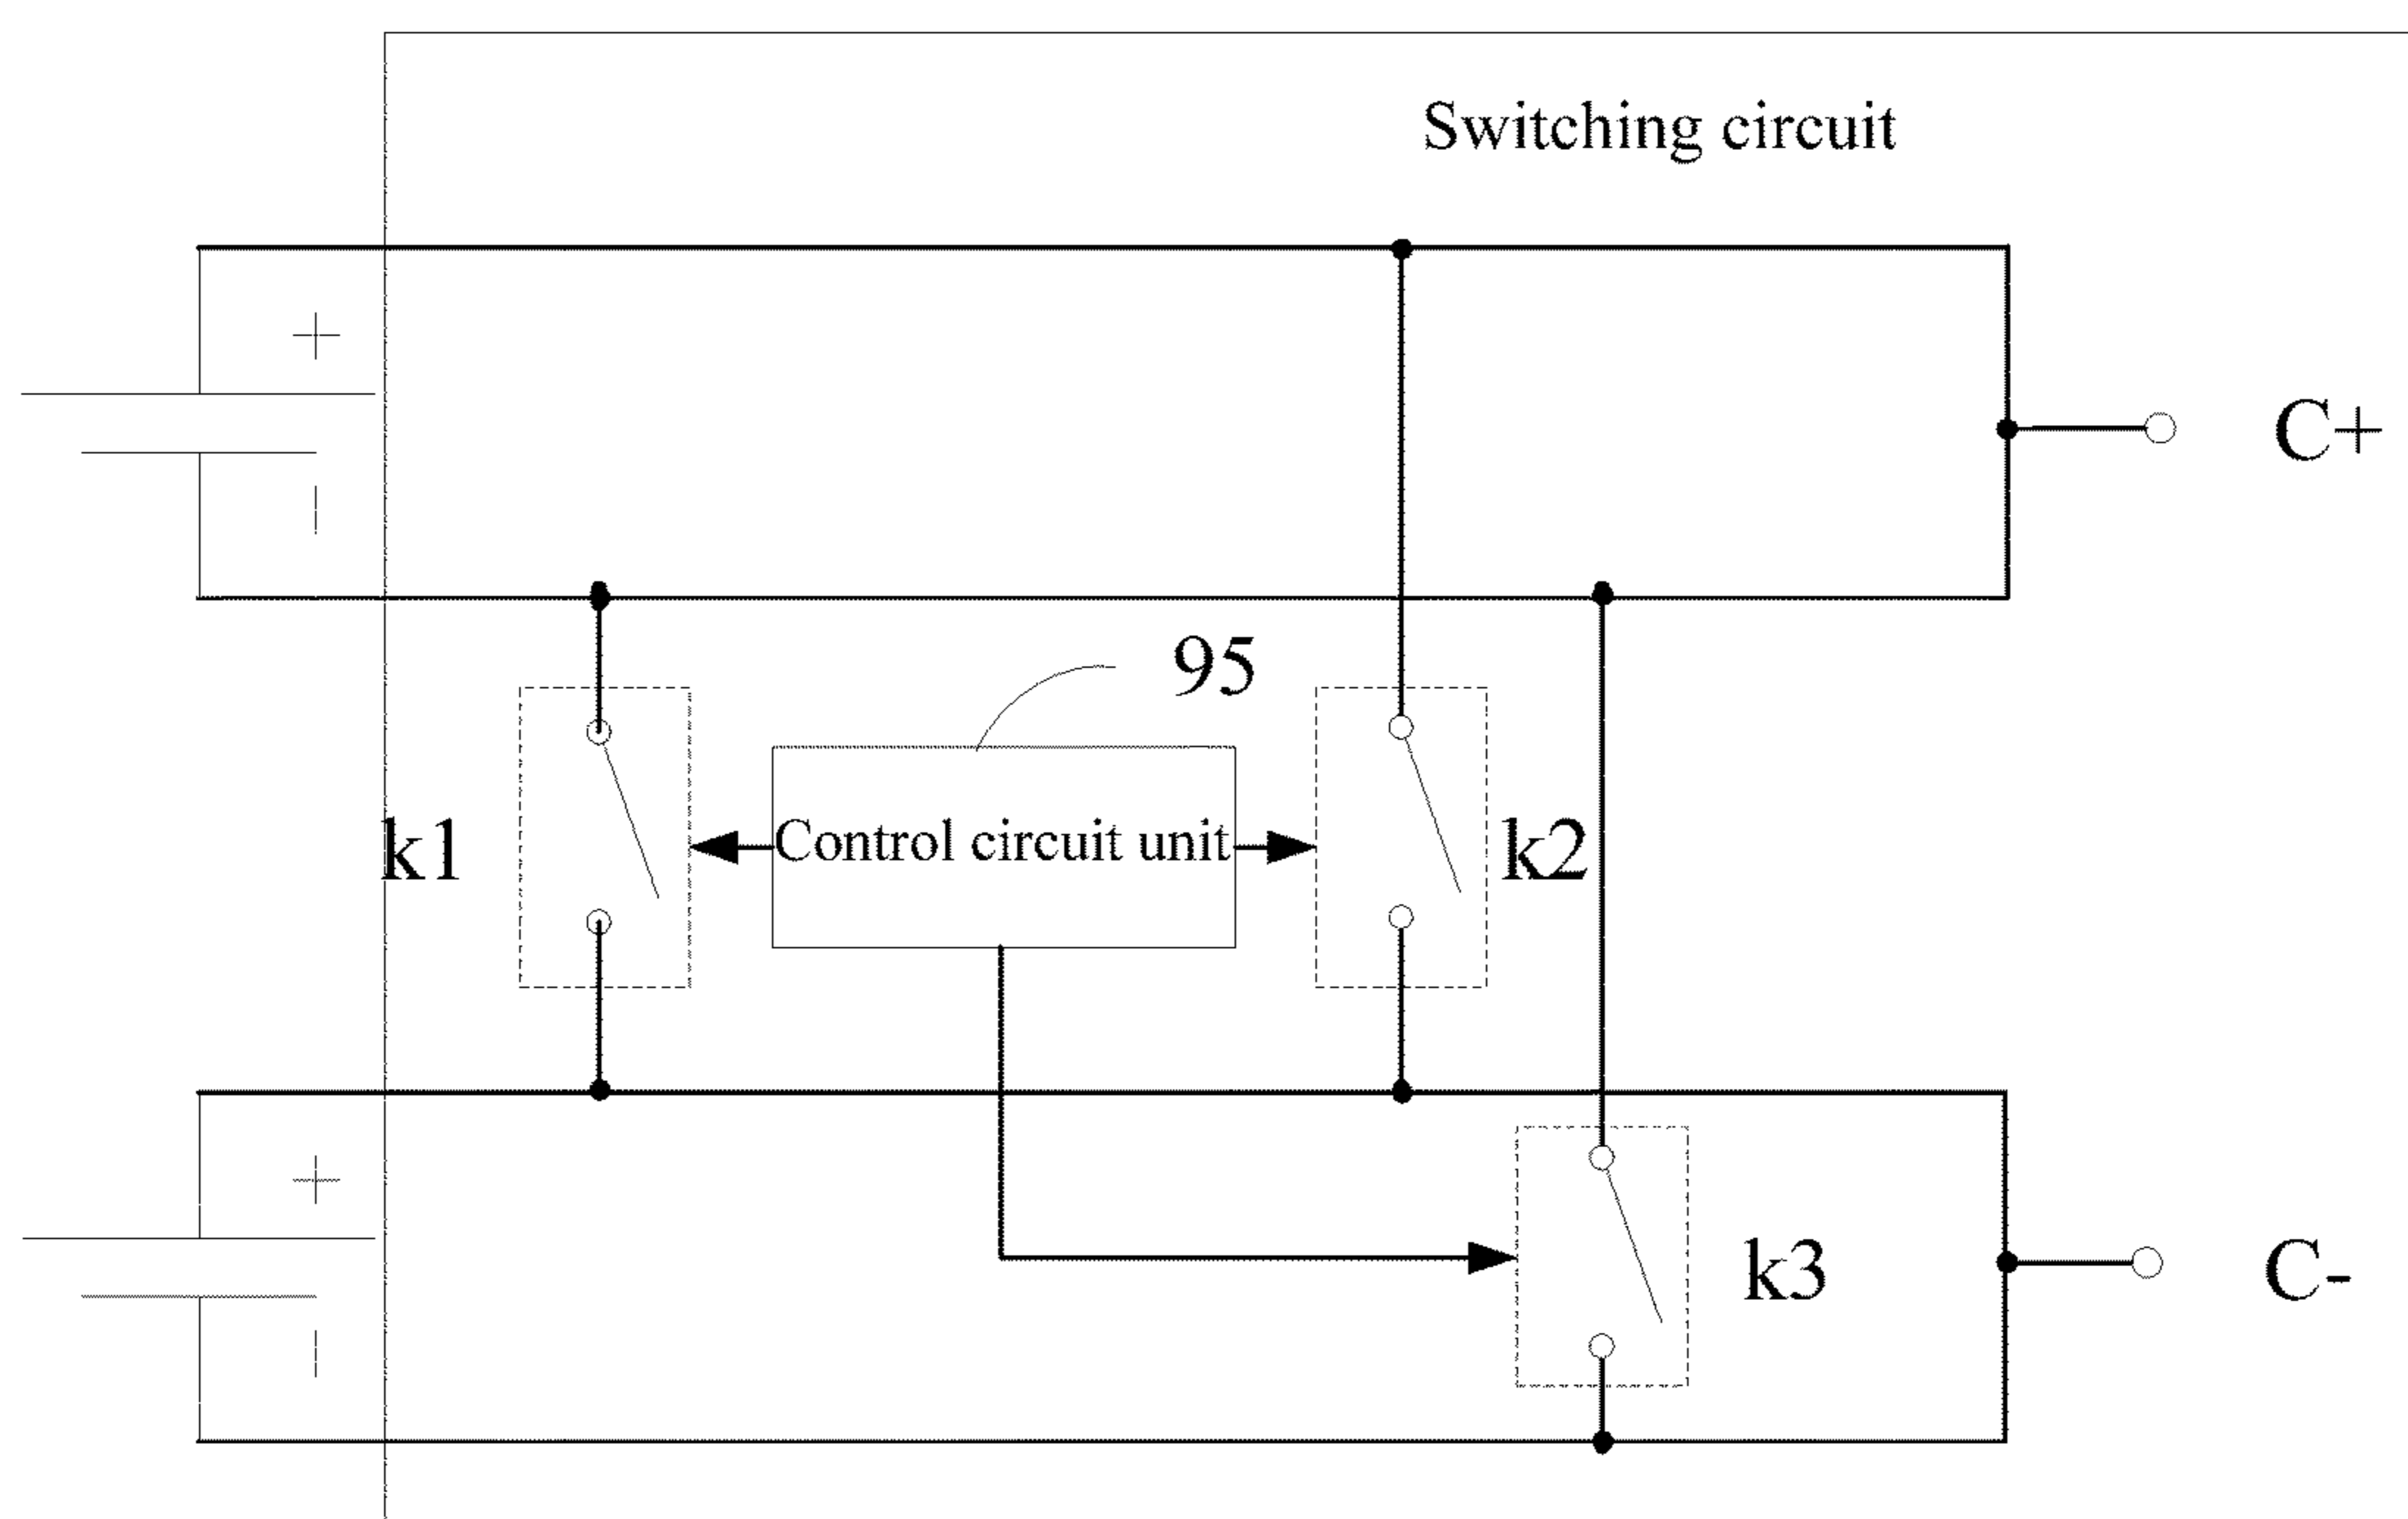 Switching circuit
+
C+
−
95
k1
Control circuit unit
k2
+
k3
C-
−